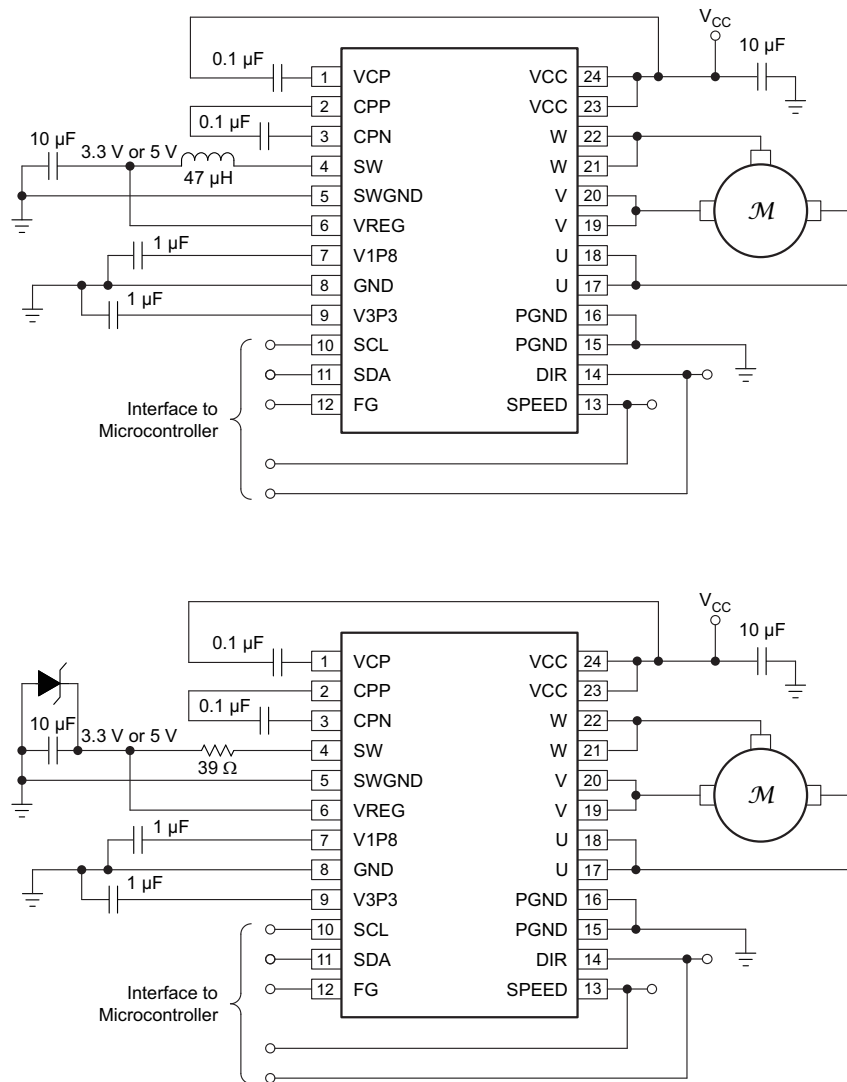 V_CC
10 µF
0.1 µF
1 VCP VCC 24
2 CPP VCC 23
0.1 µF
3 CPN W 22
10 µF
3.3 V or 5 V
47 µH
4 SW W 21
5 SWGND V 20
6 VREG V 19
M
1 µF
7 V1P8 U 18
8 GND U 17
1 µF
9 V3P3 PGND 16
10 SCL PGND 15
11 SDA DIR 14
12 FG SPEED 13
Interface to
Microcontroller
V_CC
10 µF
0.1 µF
1 VCP VCC 24
2 CPP VCC 23
0.1 µF
3 CPN W 22
10 µF
3.3 V or 5 V
39 Ω
4 SW W 21
5 SWGND V 20
6 VREG V 19
M
1 µF
7 V1P8 U 18
8 GND U 17
1 µF
9 V3P3 PGND 16
10 SCL PGND 15
11 SDA DIR 14
12 FG SPEED 13
Interface to
Microcontroller